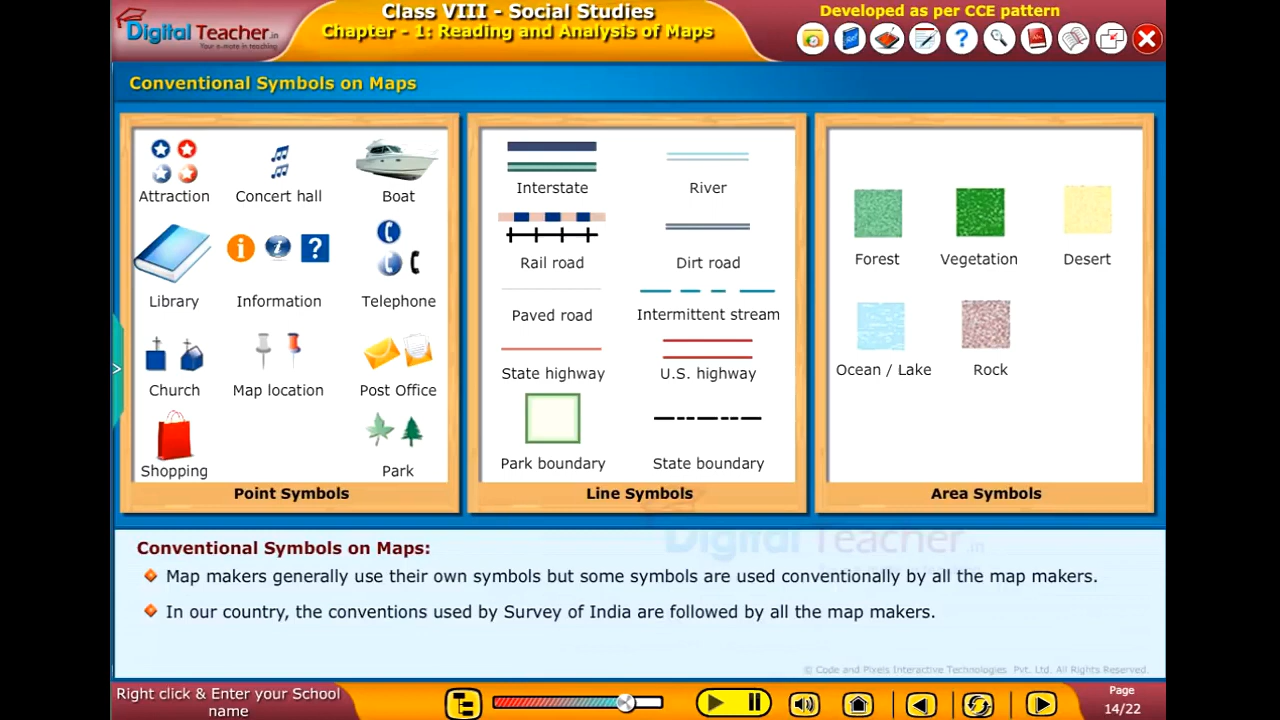 Digital Teacher.in
Your e-mate in teaching
Class VIII - Social Studies
Chapter - 1: Reading and Analysis of Maps
Developed as per CCE pattern
Conventional Symbols on Maps
Attraction
Concert hall
Boat
Library
Information
Telephone
Church
Map location
Post Office
Shopping
Park
Point Symbols
Interstate
River
Rail road
Dirt road
Paved road
Intermittent stream
State highway
U.S. highway
Park boundary
State boundary
Line Symbols
Forest
Vegetation
Desert
Ocean / Lake
Rock
Area Symbols
Digital Teacher.in
Conventional Symbols on Maps:
Map makers generally use their own symbols but some symbols are used conventionally by all the map makers.
In our country, the conventions used by Survey of India are followed by all the map makers.
© Code and Pixels Interactive Technologies Pvt. Ltd. All Rights Reserved.
Right click & Enter your School
name
Page
14/22